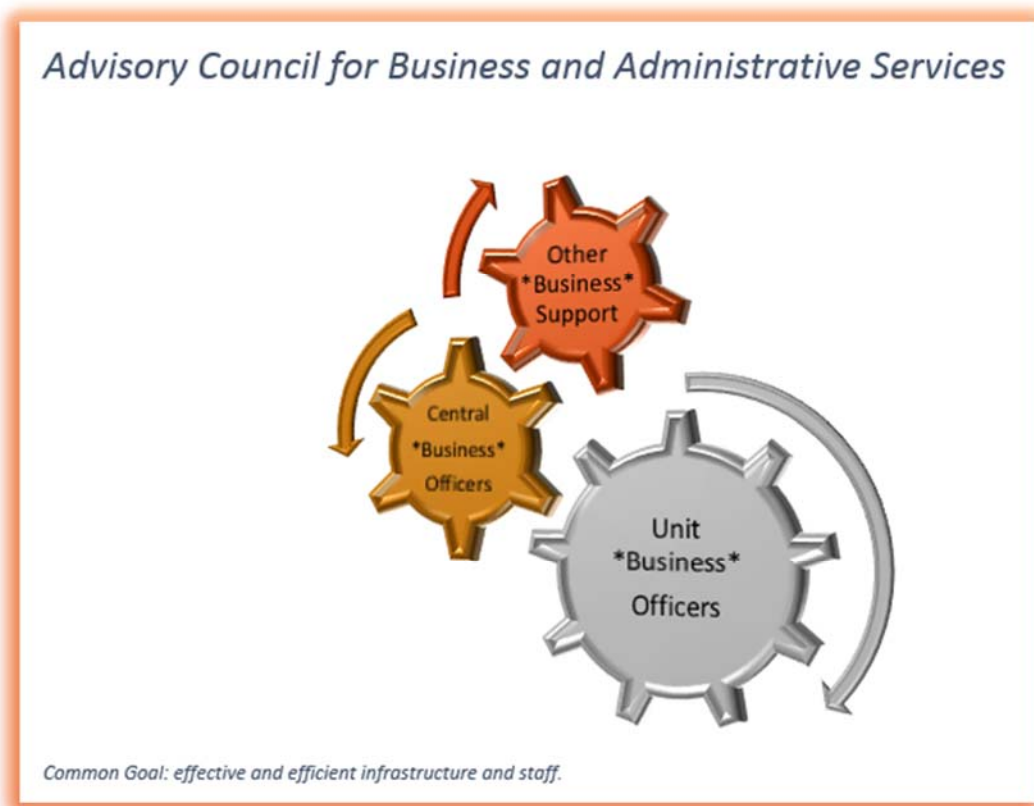 Advisory Council for Business and Administrative Services
Other
*Business*
Support
Central
*Business*
Officers
Unit
*Business*
Officers
Common Goal: effective and efficient infrastructure and staff.